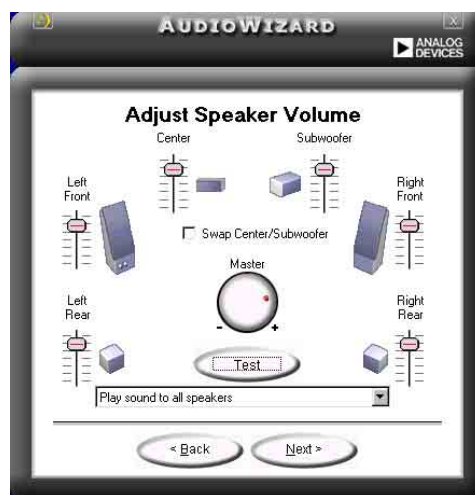 AUDIOWIZARD
ANALOG
DEVICES
Adjust Speaker Volume
Center
Subwoofer
Left
Front
Right
Front
Swap Center/Subwoofer
Master
Left
Rear
Right
Rear
- +
Test
Play sound to all speakers
< Back
Next >